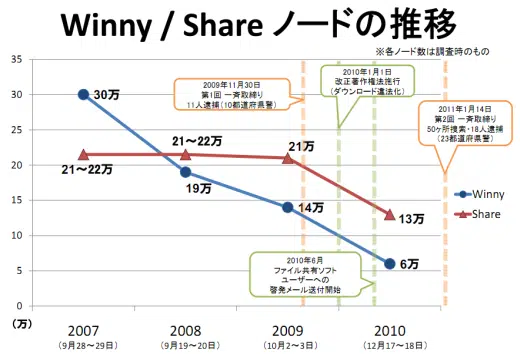 Winny / Share ノードの推移
※各ノード数は調査時のもの
35
30
25
20
15
10
5
0
(万)
2009年11月30日
第1回 一斉取締り
11人逮捕(10都道府県警)
2010年1月1日
改正著作権法施行
(ダウンロード違法化)
2011年1月14日
第2回 一斉取締り
50ヶ所捜索・18人逮捕
(23都道府県警)
30万
21~22万
21~22万
19万
21万
14万
13万
6万
Winny
Share
2010年6月
ファイル共有ソフト
ユーザーへの
啓発メール送付開始
2007
(9月28~29日)
2008
(9月19~20日)
2009
(10月2~3日)
2010
(12月17~18日)